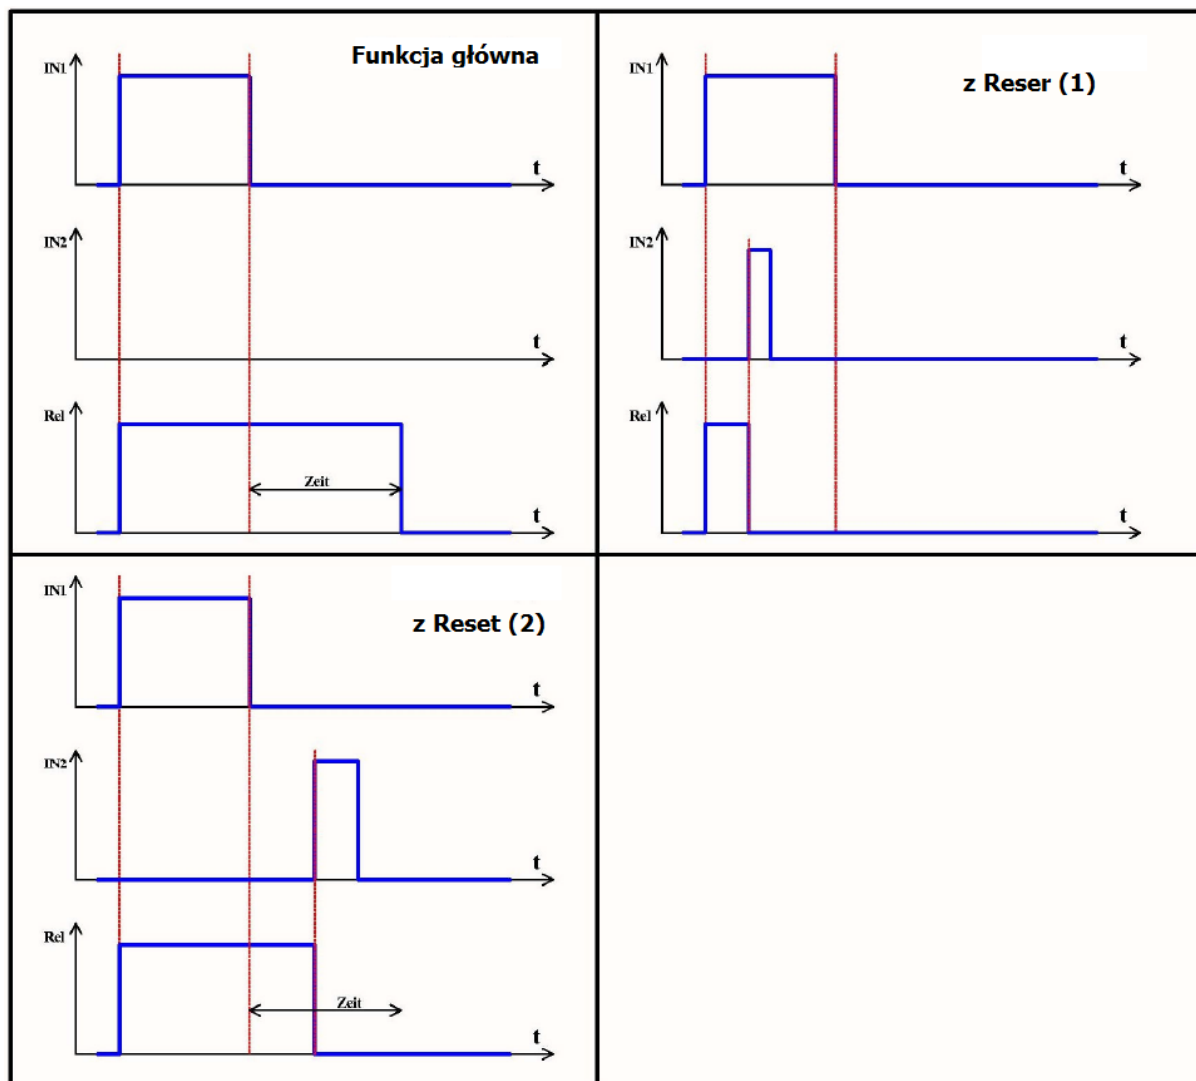 Funkcja główna
IN1
t
IN2
t
Rel
Zeit
t
z Reser (1)
IN1
t
IN2
t
Rel
t
z Reset (2)
IN1
t
IN2
t
Rel
Zeit
t